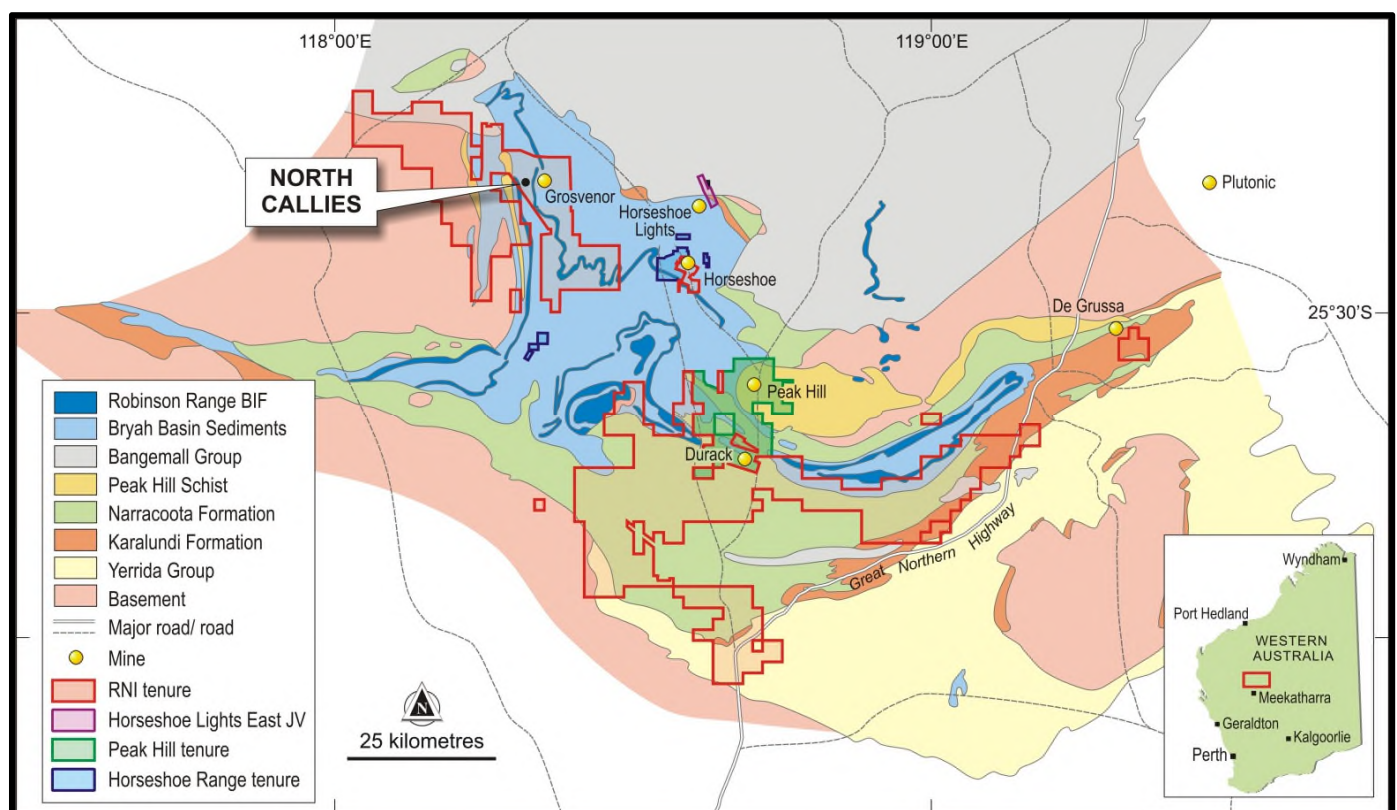 118°00'E
119°00'E
NORTH
CALLIES
Grosvenor
Plutonic
Horseshoe
Lights
Horseshoe
De Grussa
25°30'S
Peak Hill
Durack
Great Northern Highway
Robinson Range BIF
Bryah Basin Sediments
Bangemall Group
Peak Hill Schist
Narracoota Formation
Karalundi Formation
Yerrida Group
Basement
Major road/ road
Mine
RNI tenure
Horseshoe Lights East JV
Peak Hill tenure
Horseshoe Range tenure
N
25 kilometres
Wyndham
Port Hedland
WESTERN
AUSTRALIA
Meekatharra
Geraldton
Kalgoorlie
Perth